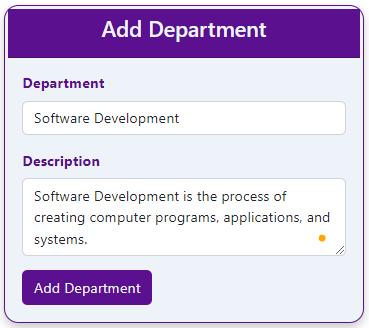 Add Department
Department
Software Development
Description
Software Development is the process of
creating computer programs, applications, and
systems.
Add Department